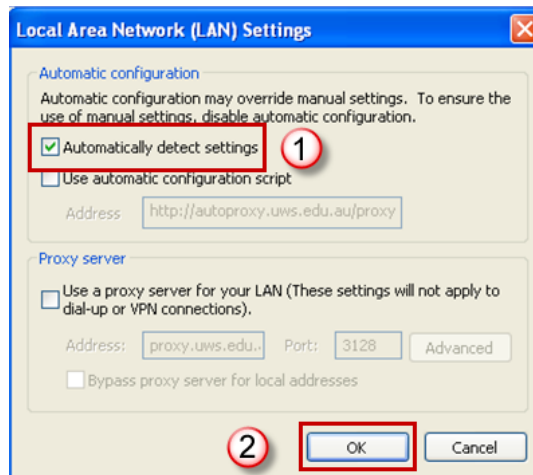 Local Area Network (LAN) Settings
Automatic configuration
Automatic configuration may override manual settings. To ensure the
use of manual settings, disable automatic configuration.
Automatically detect settings
1
Use automatic configuration script
Address http://autoproxy.uws.edu.au/proxy
Proxy server
Use a proxy server for your LAN (These settings will not apply to
dial-up or VPN connections).
Address: proxy.uws.edu. Port: 3128 Advanced
Bypass proxy server for local addresses
2 OK Cancel